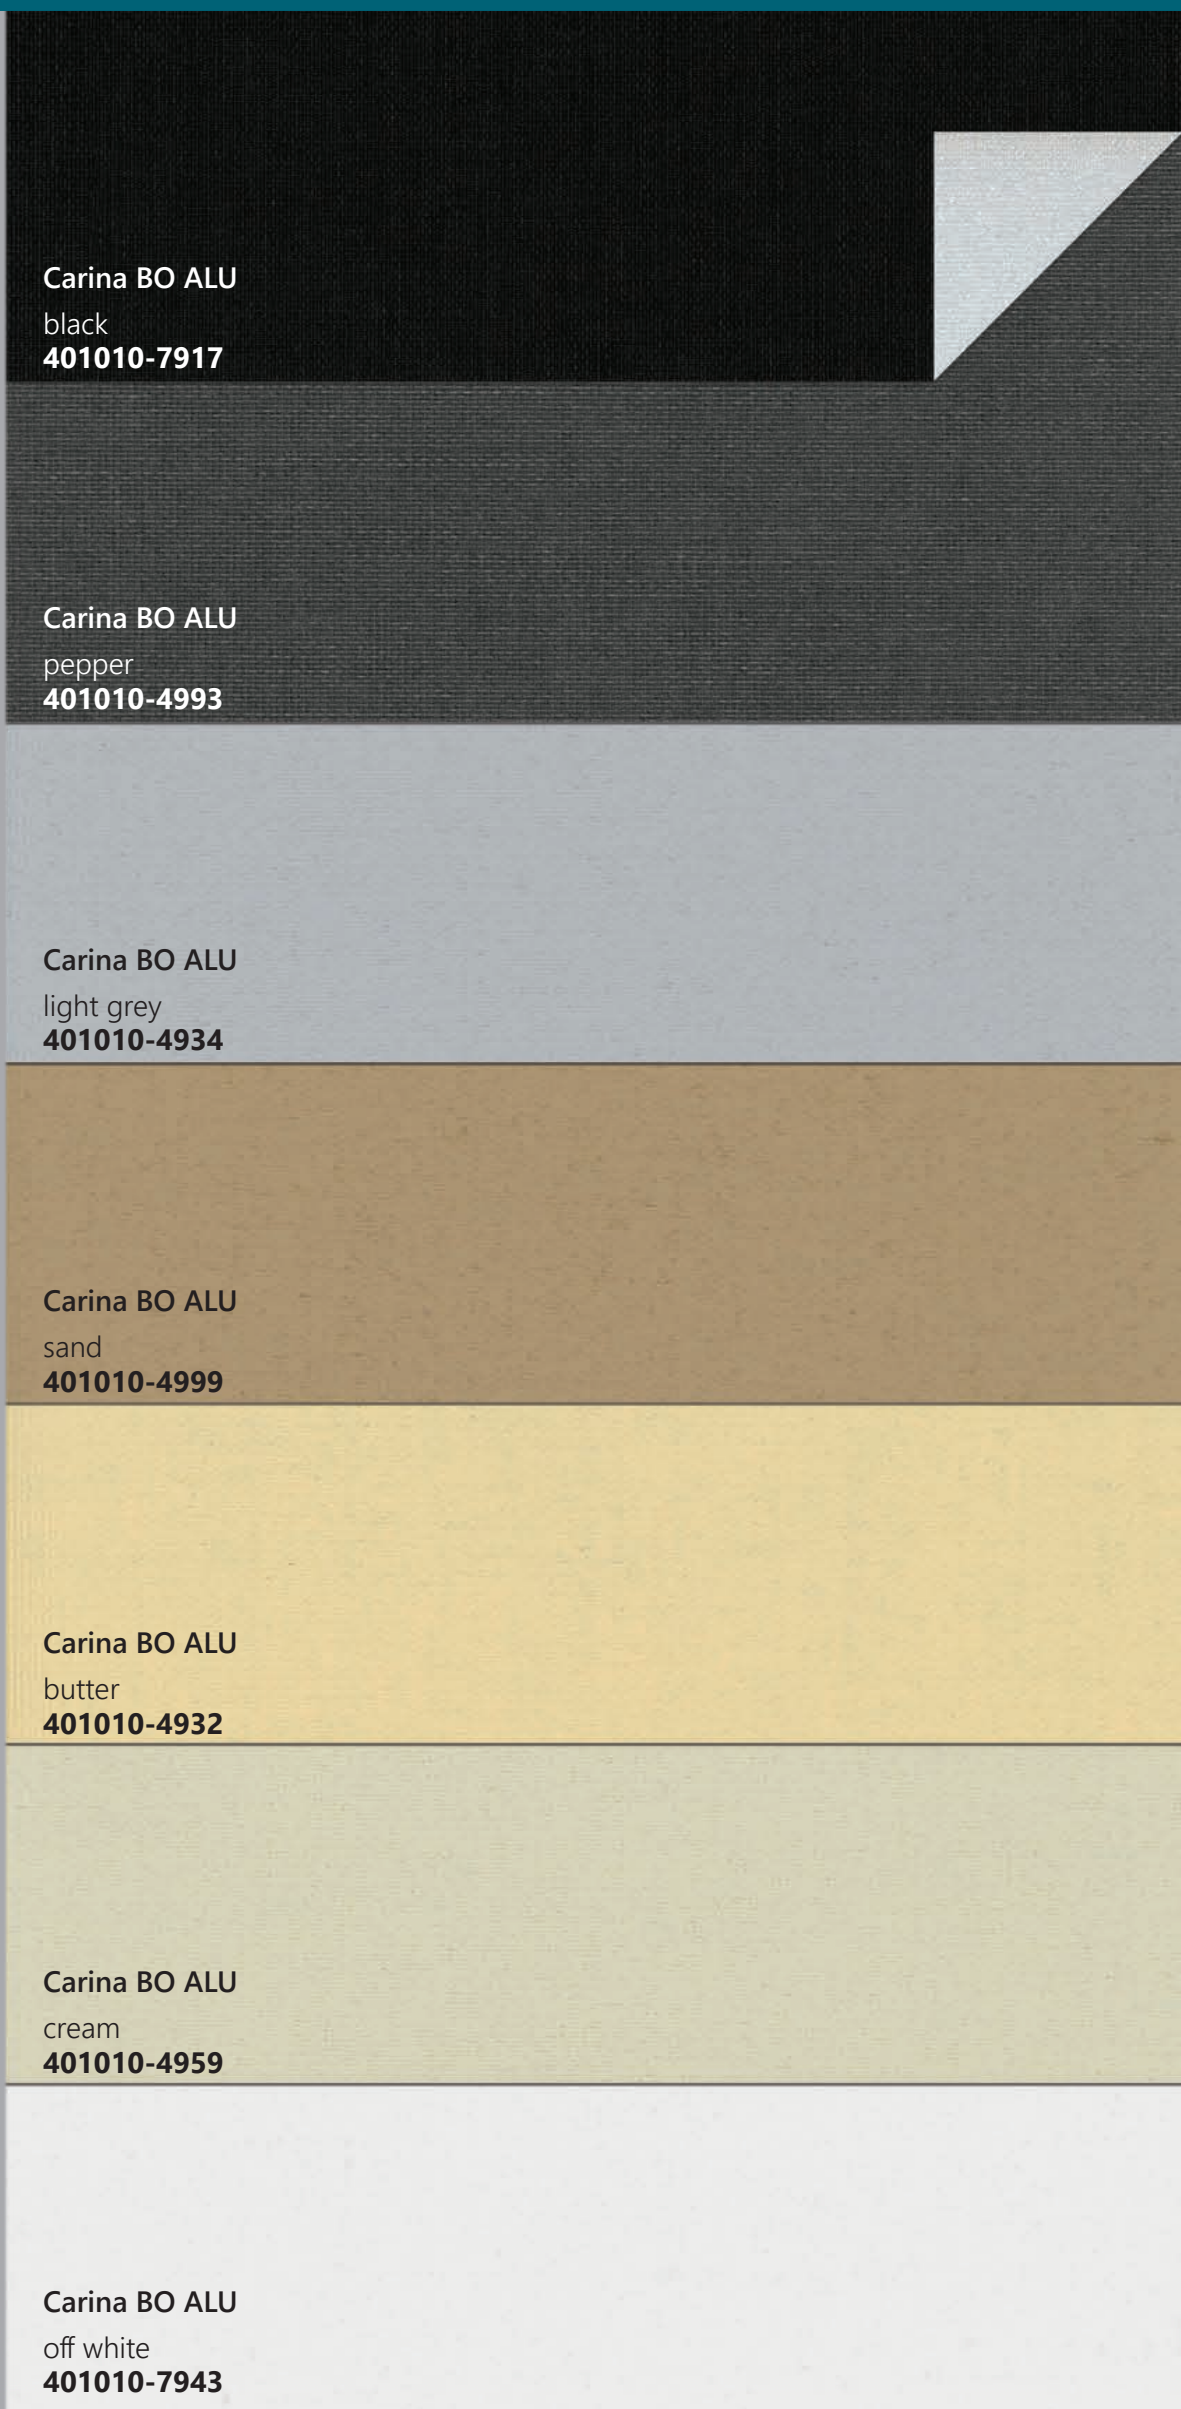 Carina BO ALU
black
401010-7917
Carina BO ALU
pepper
401010-4993
Carina BO ALU
light grey
401010-4934
Carina BO ALU
sand
401010-4999
Carina BO ALU
butter
401010-4932
Carina BO ALU
cream
401010-4959
Carina BO ALU
off white
401010-7943